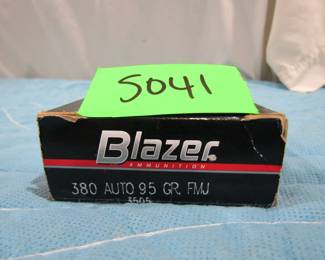 5041
Blazer
AMMUNITION
380 AUTO 95 GR. FMJ
3505